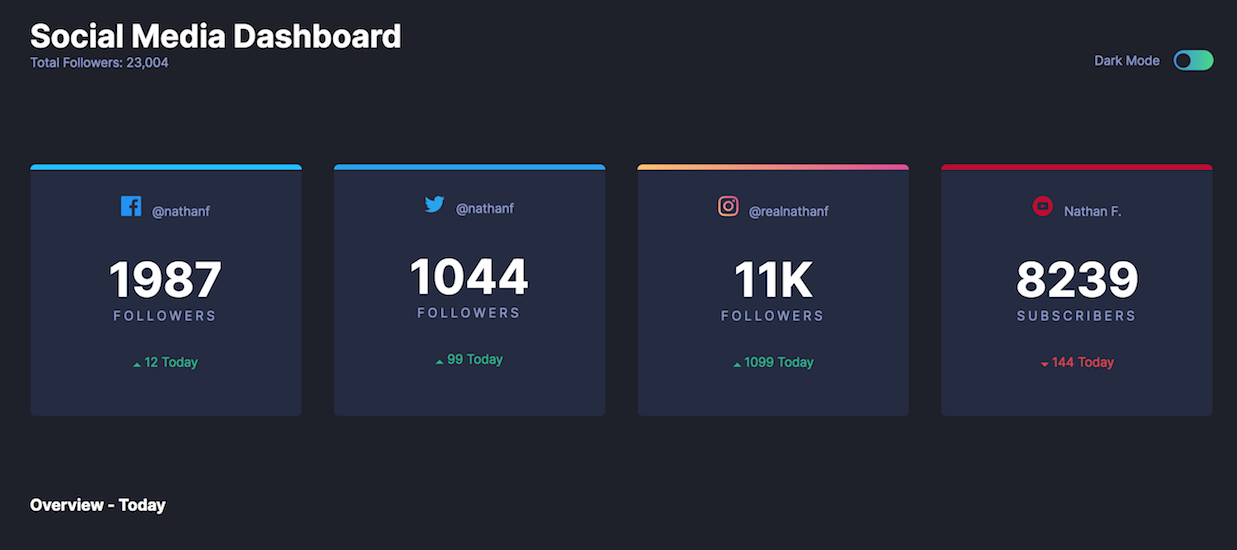 Social Media Dashboard
Total Followers: 23,004
Dark Mode
@nathanf
1987
FOLLOWERS
12 Today
@nathanf
1044
FOLLOWERS
99 Today
@realnathanf
11K
FOLLOWERS
1099 Today
Nathan F.
8239
SUBSCRIBERS
144 Today
Overview - Today